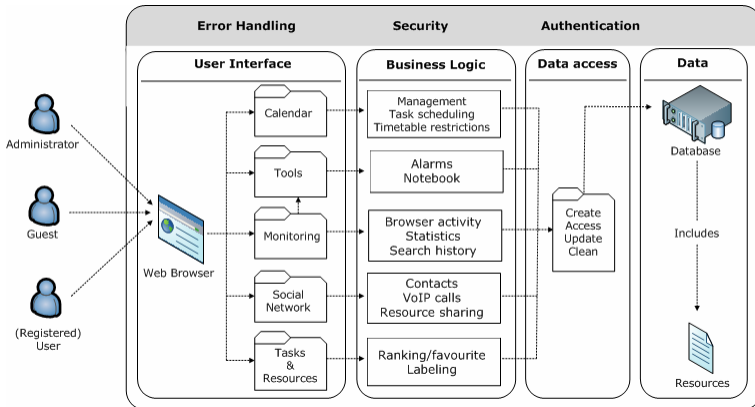 Error Handling
Security
Authentication
User Interface
Business Logic
Data access
Data
Administrator
Guest
(Registered)
User
Web Browser
Calendar
Tools
Monitoring
Social
Network
Tasks
&
Resources
Management
Task scheduling
Timetable restrictions
Alarms
Notebook
Browser activity
Statistics
Search history
Contacts
VoIP calls
Resource sharing
Ranking/favourite
Labeling
Create
Access
Update
Clean
Database
Includes
Resources